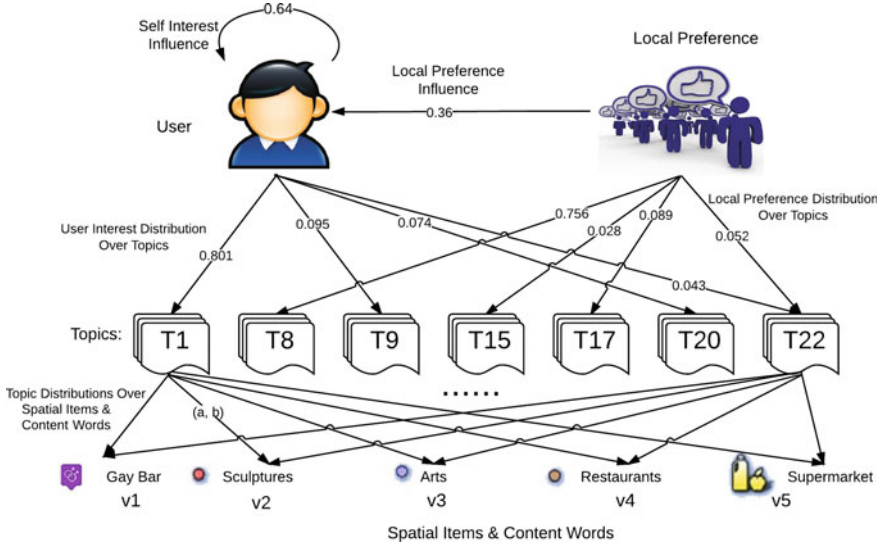 0.64
Self Interest
Influence
Local Preference
Local Preference
Influence
0.36
User
User Interest Distribution
Over Topics
0.801
0.095
0.074
0.756
0.028
0.089
Local Preference Distribution
Over Topics
0.052
0.043
Topics:
T1
T8
T9
T15
T17
T20
T22
......
Topic Distributions Over
Spatial Items &
Content Words
(a, b)
Gay Bar
Sculptures
Arts
Restaurants
Supermarket
v1
v2
v3
v4
v5
Spatial Items & Content Words